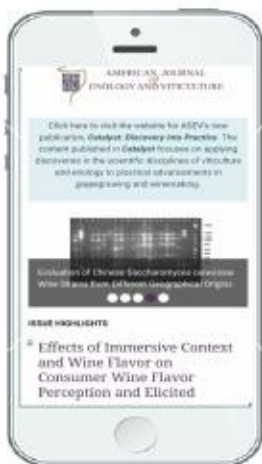 AMERICAN JOURNAL
OF
ENOLOGY AND VITICULTURE
Click here to visit the website for ASEV's new
publication, Catalyst: Discovery into Practice. The
content published in Catalyst focuses on applying
discoveries in the scientific disciplines of viticulture
and enology to practical advancements in
grapegrowing and winemaking.
Evaluation of Chinese Saccharomyces cerevisiae
Wine Strains from Different Geographical Origins
ISSUE HIGHLIGHTS
Effects of Immersive Context
and Wine Flavor on
Consumer Wine Flavor
Perception and Elicited